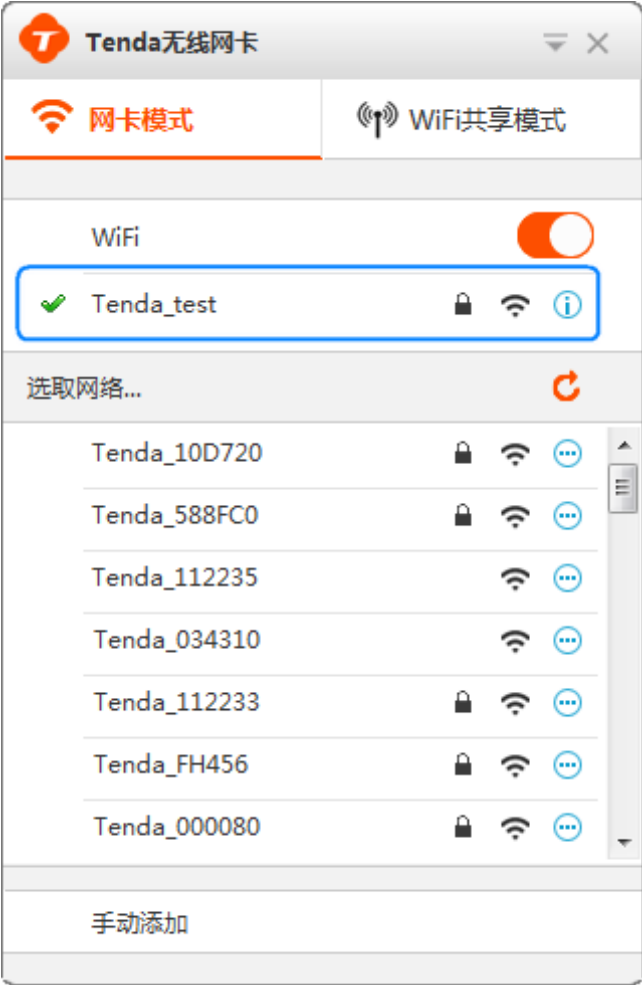 Tenda无线网卡
网卡模式
WiFi共享模式
WiFi
Tenda_test
选取网络...
Tenda_10D720
Tenda_588FC0
Tenda_112235
Tenda_034310
Tenda_112233
Tenda_FH456
Tenda_000080
手动添加